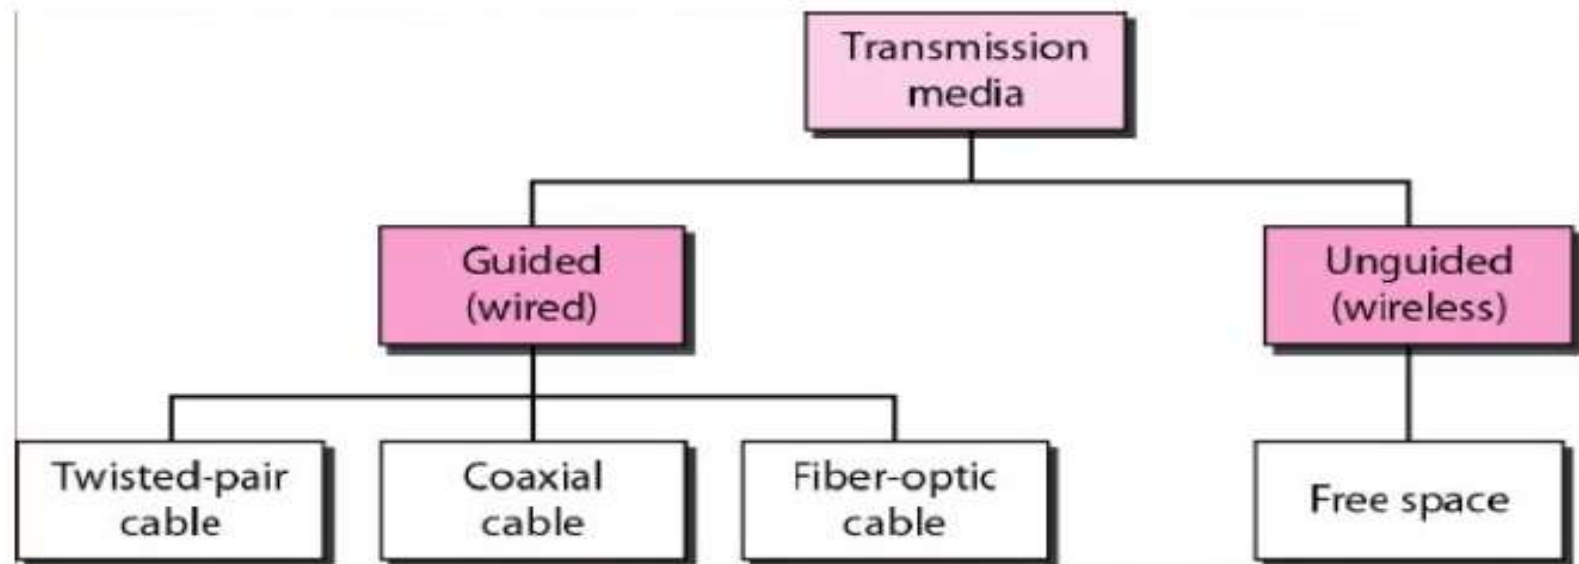 Transmission
media
Guided
(wired)
Unguided
(wireless)
Twisted-pair
cable
Coaxial
cable
Fiber-optic
cable
Free space